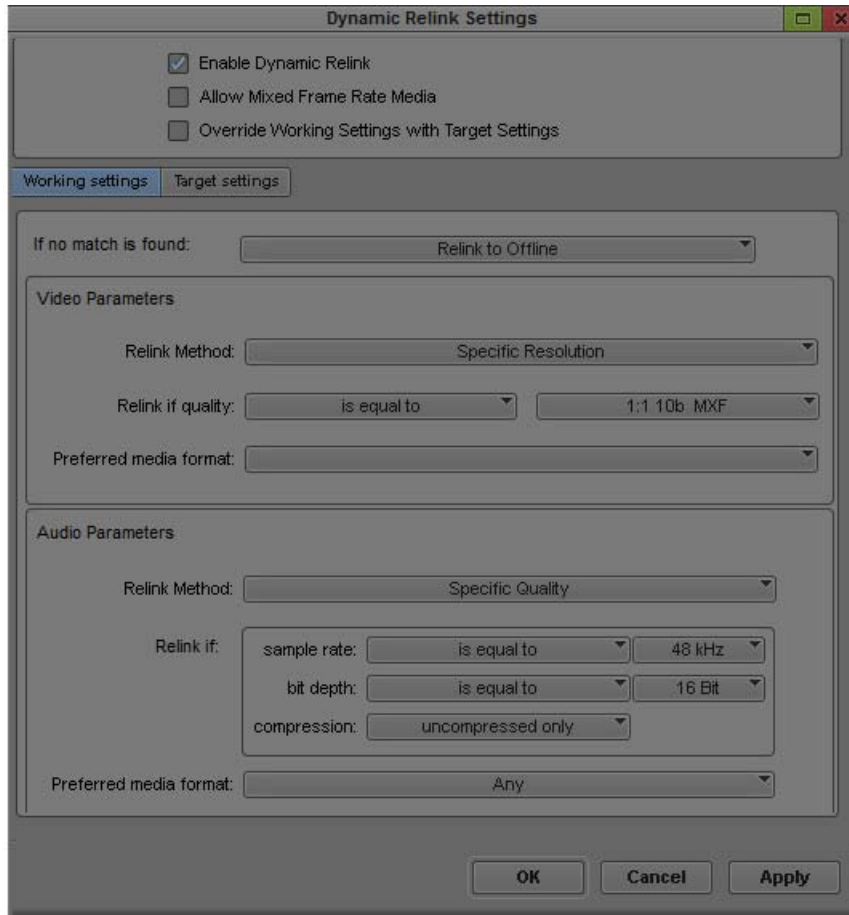 Dynamic Relink Settings
Enable Dynamic Relink
Allow Mixed Frame Rate Media
Override Working Settings with Target Settings
Working settings Target settings
If no match is found: Relink to Offline
Video Parameters
Relink Method: Specific Resolution
Relink if quality: is equal to 1:1 10b MXF
Preferred media format:
Audio Parameters
Relink Method: Specific Quality
Relink if: sample rate: is equal to 48 kHz
bit depth: is equal to 16 Bit
compression: uncompressed only
Preferred media format: Any
OK Cancel Apply